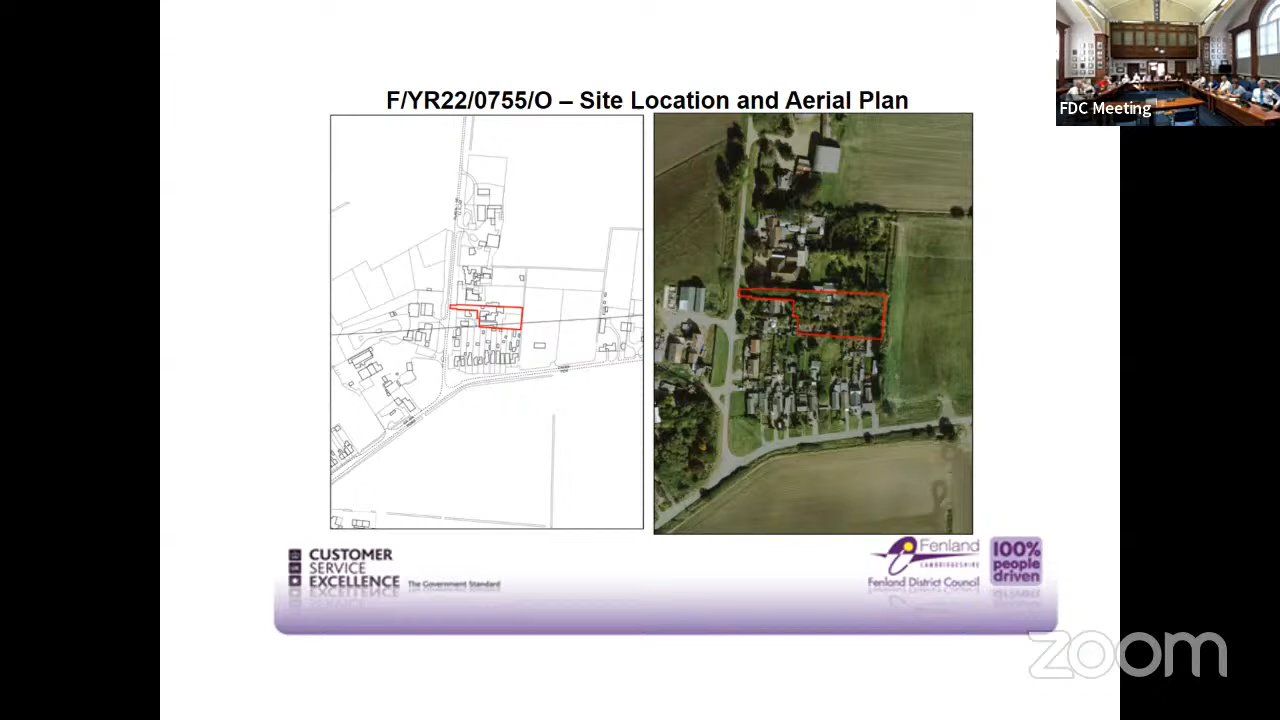 FDC Meeting
F/YR22/0755/O – Site Location and Aerial Plan
CUSTOMER
SERVICE
EXCELLENCE The Government Standard
Fenland
CAMBRIDGESHIRE
Fenland District Council
100%
people
driven
zoom